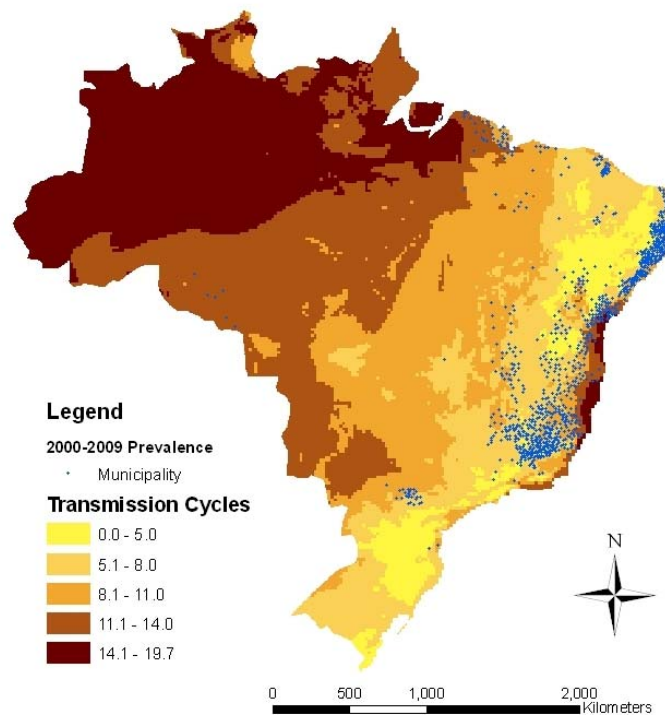 Legend
2000-2009 Prevalence
Municipality
Transmission Cycles
0.0 - 5.0
5.1 - 8.0
8.1 - 11.0
11.1 - 14.0
14.1 - 19.7
N
0 500 1,000 2,000
Kilometers